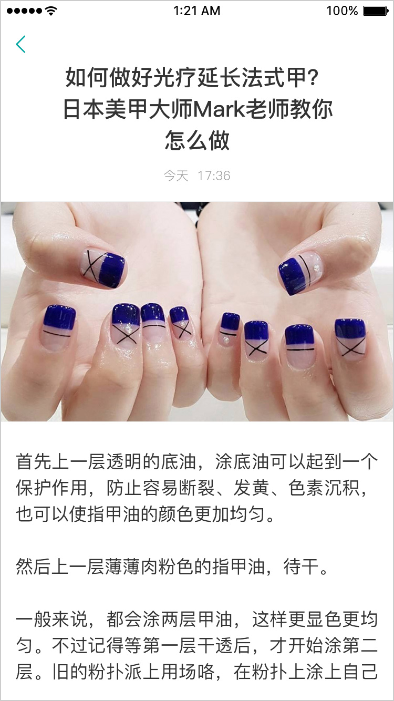 1:21 AM
100%
如何做好光疗延长法式甲？
日本美甲大师Mark老师教你
怎么做
今天 17:36
首先上一层透明的底油，涂底油可以起到一个
保护作用，防止容易断裂、发黄、色素沉积，
也可以使指甲油的颜色更加均匀。
然后上一层薄薄肉粉色的指甲油，待干。
一般来说，都会涂两层甲油，这样更显色更均
匀。不过记得等第一层干透后，才开始涂第二
层。旧的粉扑派上用场咯，在粉扑上涂上自己